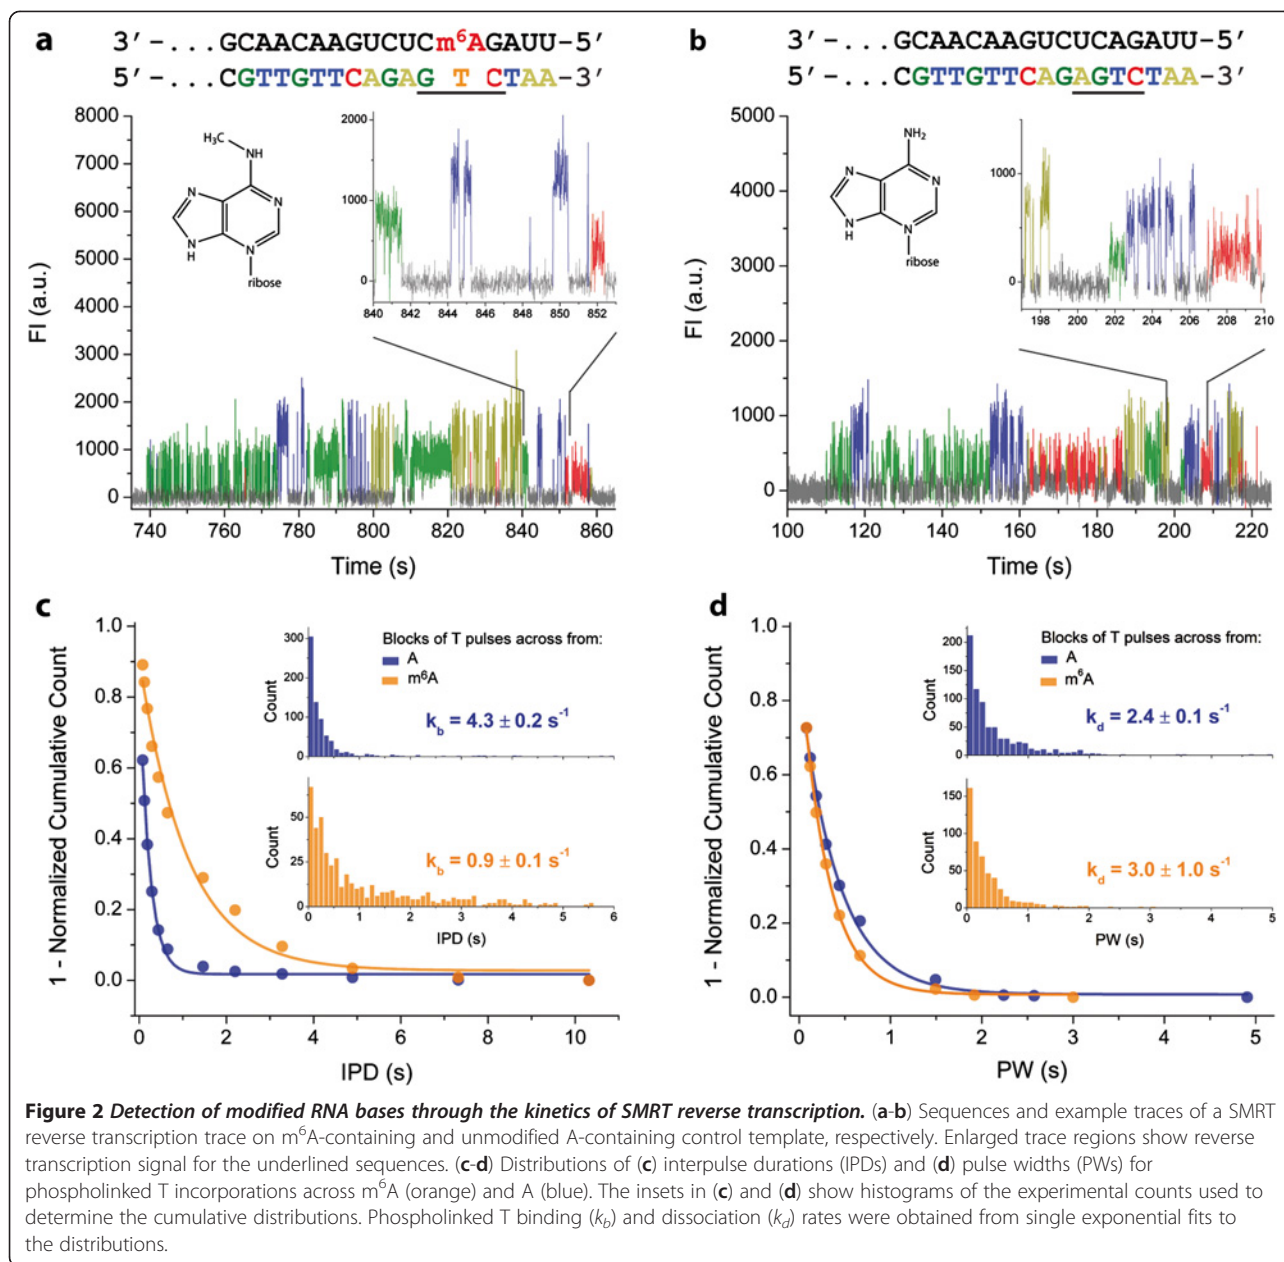 a
3′-...GCAACAAGUCUCm⁶AGAUU-5′
5′-...CGTTGTTCAGAG T CTAA-3′
8000
7000
6000
5000
4000
3000
2000
1000
0
FI (a.u.)
740 760 780 800 820 840 860
Time (s)
H₃C
NH
N
N
N
H
N
ribose
2000
1000
0
840 842 844 846 848 850 852
b
3′-...GCAACAAGUCUCAGAUU-5′
5′-...CGTTGTTCAGAGTCTAA-3′
5000
4000
3000
2000
1000
0
FI (a.u.)
100 120 140 160 180 200 220
Time (s)
NH₂
N
N
N
H
N
ribose
1000
0
198 200 202 204 206 208 210
c
1.0
0.8
0.6
0.4
0.2
0.0
1 - Normalized Cumulative Count
0 2 4 6 8 10
IPD (s)
Blocks of T pulses across from:
A
m⁶A
300
200
100
0
Count
k_b = 4.3 ± 0.2 s⁻¹
50
25
0
Count
k_b = 0.9 ± 0.1 s⁻¹
0 1 2 3 4 5 6
IPD (s)
d
1.0
0.8
0.6
0.4
0.2
0.0
1 - Normalized Cumulative Count
0 1 2 3 4 5
PW (s)
Blocks of T pulses across from:
A
m⁶A
200
150
100
50
0
Count
k_d = 2.4 ± 0.1 s⁻¹
150
100
50
0
Count
k_d = 3.0 ± 1.0 s⁻¹
0 1 2 3 4 5
PW (s)
Figure 2 Detection of modified RNA bases through the kinetics of SMRT reverse transcription. (a-b) Sequences and example traces of a SMRT
reverse transcription trace on m⁶A-containing and unmodified A-containing control template, respectively. Enlarged trace regions show reverse
transcription signal for the underlined sequences. (c-d) Distributions of (c) interpulse durations (IPDs) and (d) pulse widths (PWs) for
phospholinked T incorporations across m⁶A (orange) and A (blue). The insets in (c) and (d) show histograms of the experimental counts used to
determine the cumulative distributions. Phospholinked T binding (k_b) and dissociation (k_d) rates were obtained from single exponential fits to
the distributions.